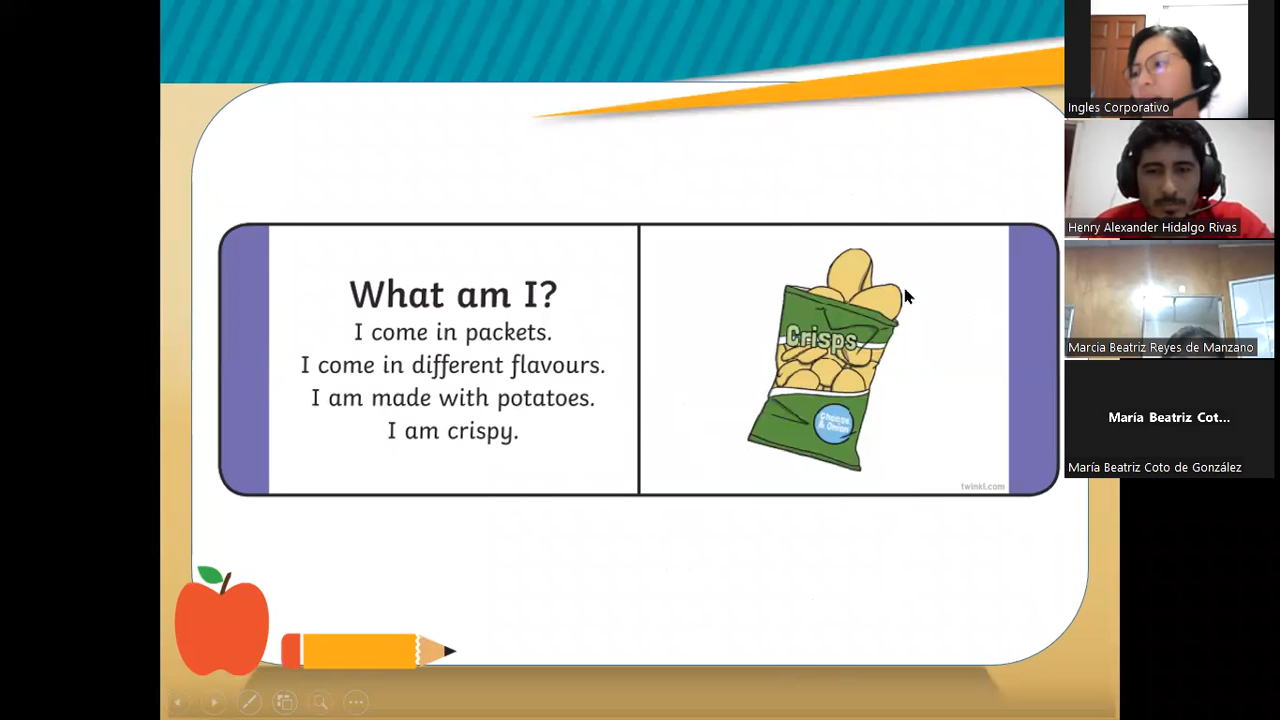 What am I?
I come in packets.
I come in different flavours.
I am made with potatoes.
I am crispy.
Crisps
Cheese
& Onion
twinkl.com
Ingles Corporativo
Henry Alexander Hidalgo Rivas
Marcia Beatriz Reyes de Manzano
María Beatriz Cot...
María Beatriz Coto de González